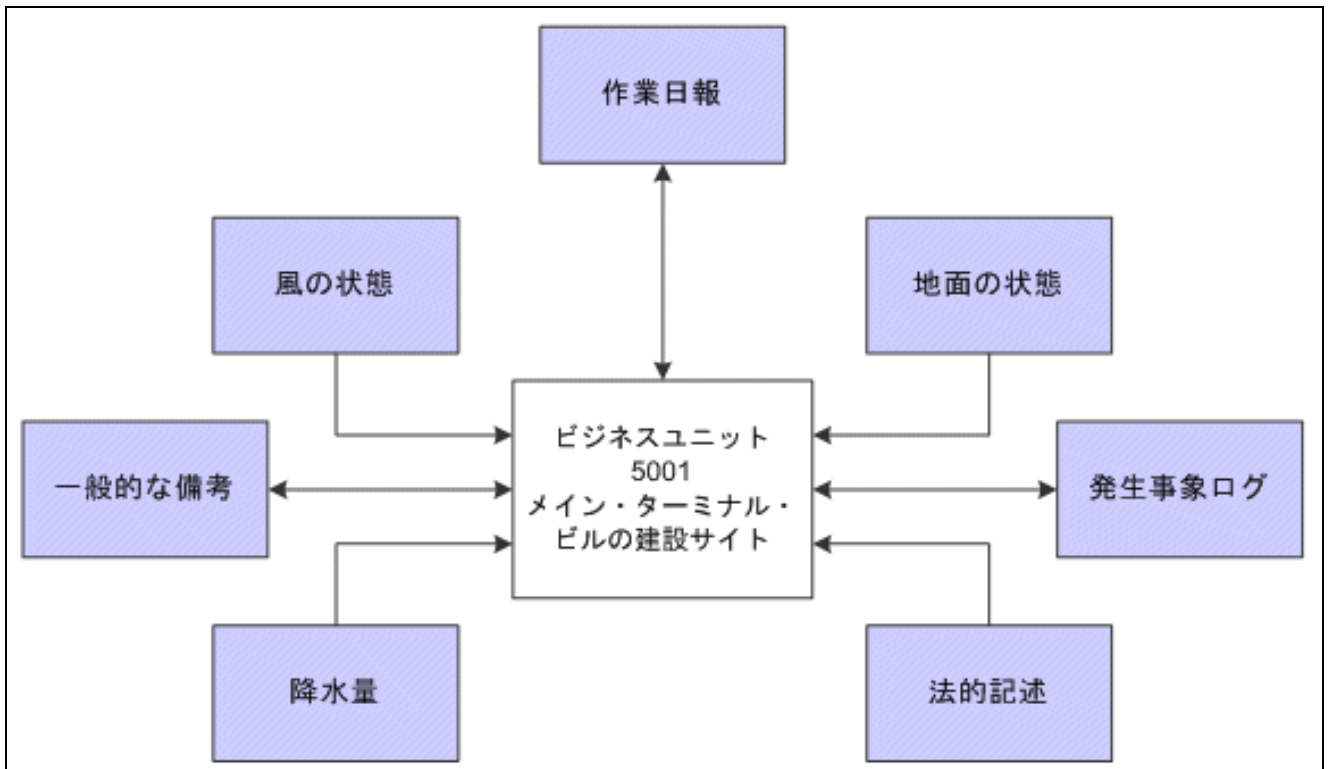 作業日報
風の状態
地面の状態
ビジネスユニット
5001
メイン・ターミナル・
ビルの建設サイト
一般的な備考
発生事象ログ
降水量
法的記述